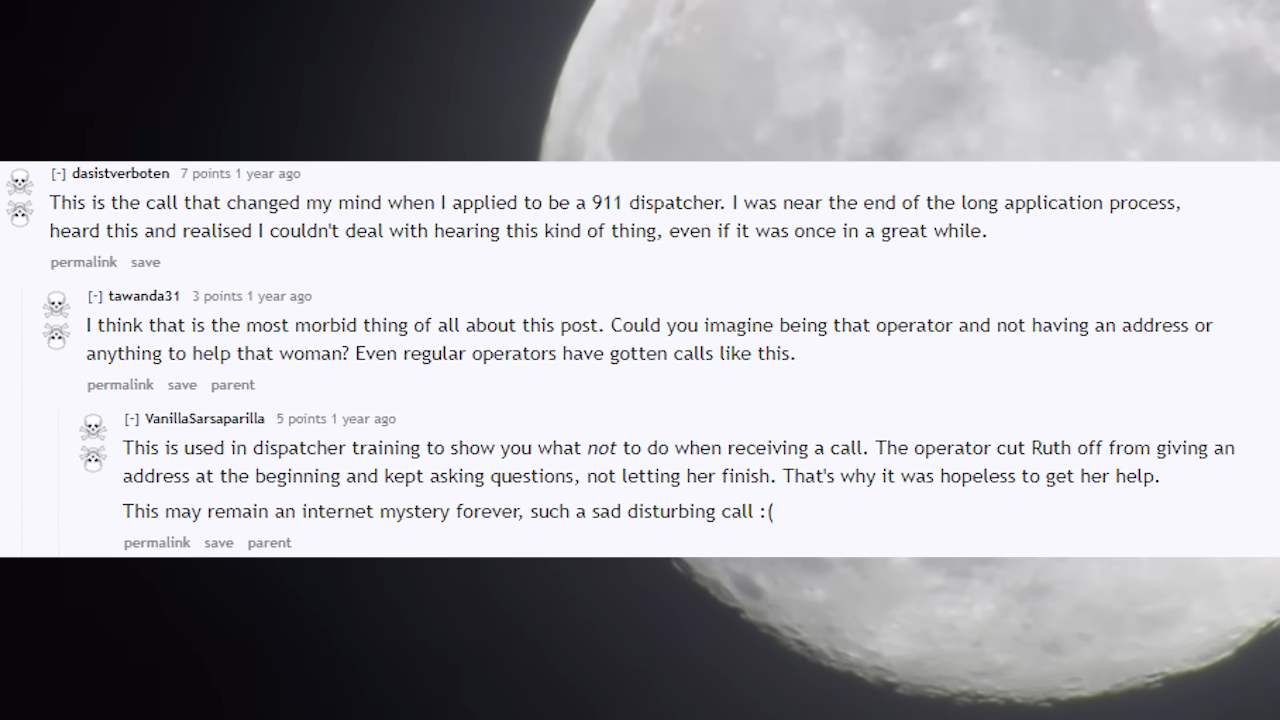 [-] dasistverboten 7 points 1 year ago
This is the call that changed my mind when I applied to be a 911 dispatcher. I was near the end of the long application process,
heard this and realised I couldn't deal with hearing this kind of thing, even if it was once in a great while.
permalink save
[-] tawanda31 3 points 1 year ago
I think that is the most morbid thing of all about this post. Could you imagine being that operator and not having an address or
anything to help that woman? Even regular operators have gotten calls like this.
permalink save parent
[-] VanillaSarsaparilla 5 points 1 year ago
This is used in dispatcher training to show you what not to do when receiving a call. The operator cut Ruth off from giving an
address at the beginning and kept asking questions, not letting her finish. That's why it was hopeless to get her help.
This may remain an internet mystery forever, such a sad disturbing call :(
permalink save parent